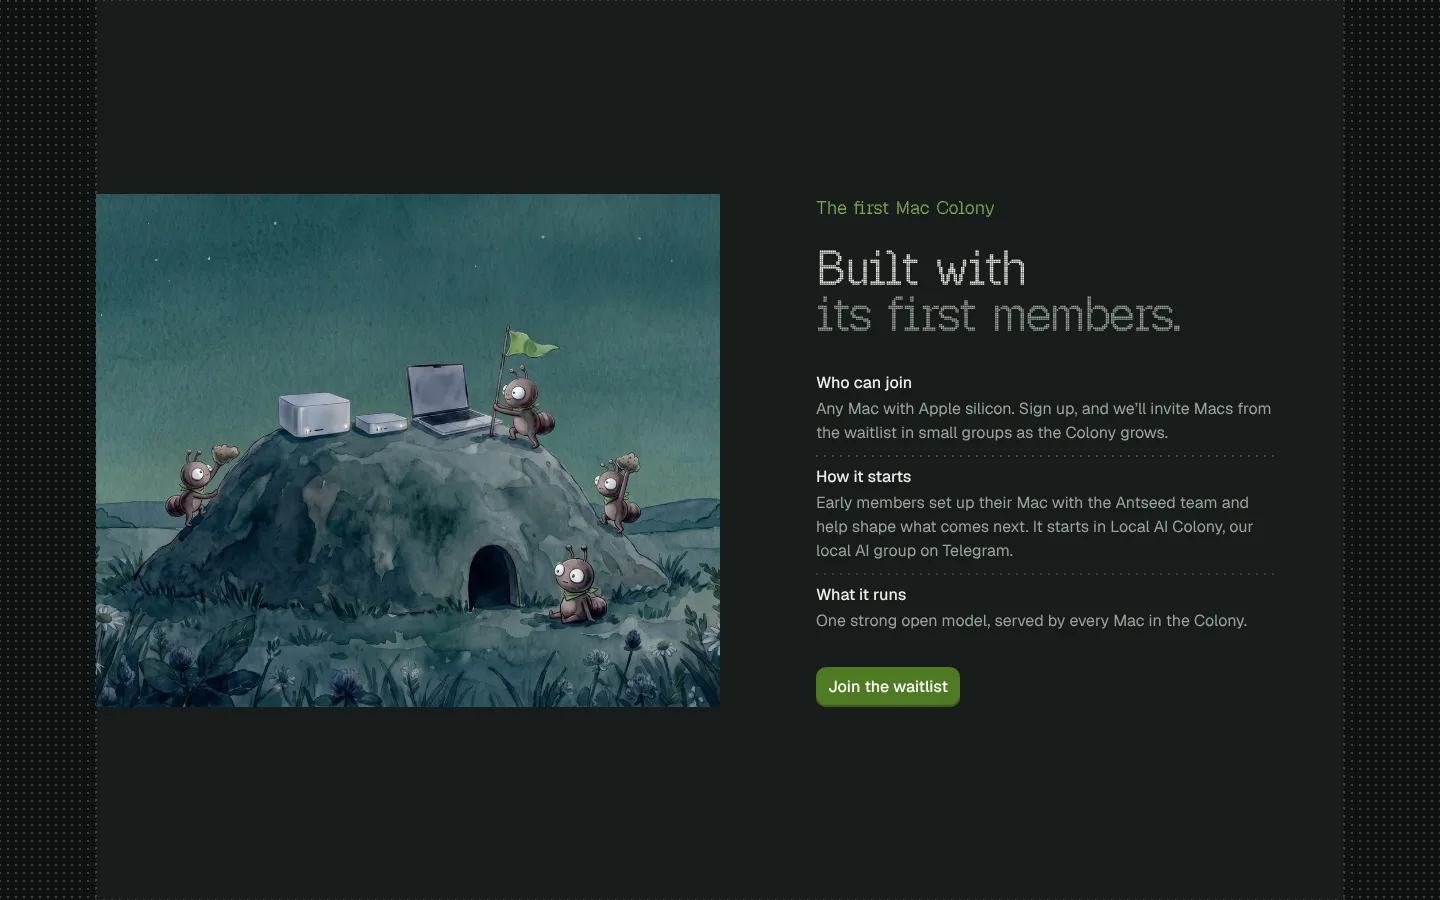 The first Mac Colony
Built with
its first members.
Who can join
Any Mac with Apple silicon. Sign up, and we’ll invite Macs from
the waitlist in small groups as the Colony grows.
How it starts
Early members set up their Mac with the Antseed team and
help shape what comes next. It starts in Local AI Colony, our
local AI group on Telegram.
What it runs
One strong open model, served by every Mac in the Colony.
Join the waitlist